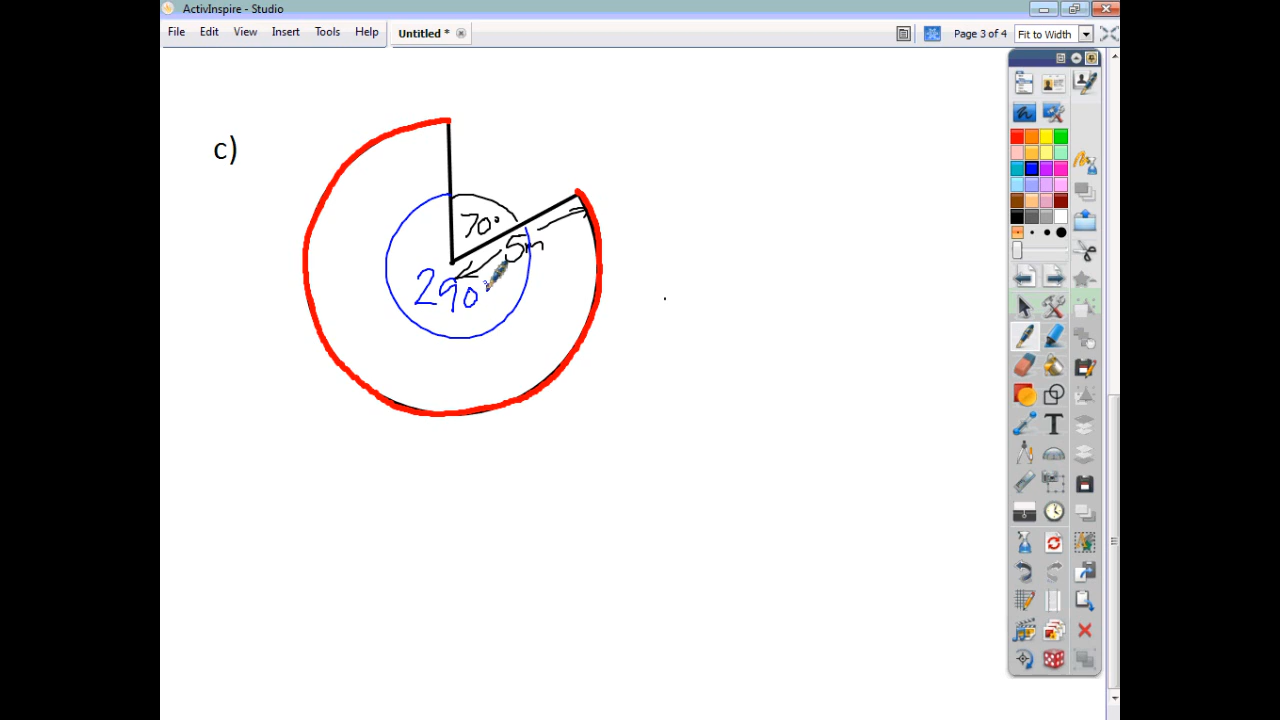 ActivInspire - Studio
File Edit View Insert Tools Help Untitled * Page 3 of 4 Fit to Width
c)
70°
5m
290°